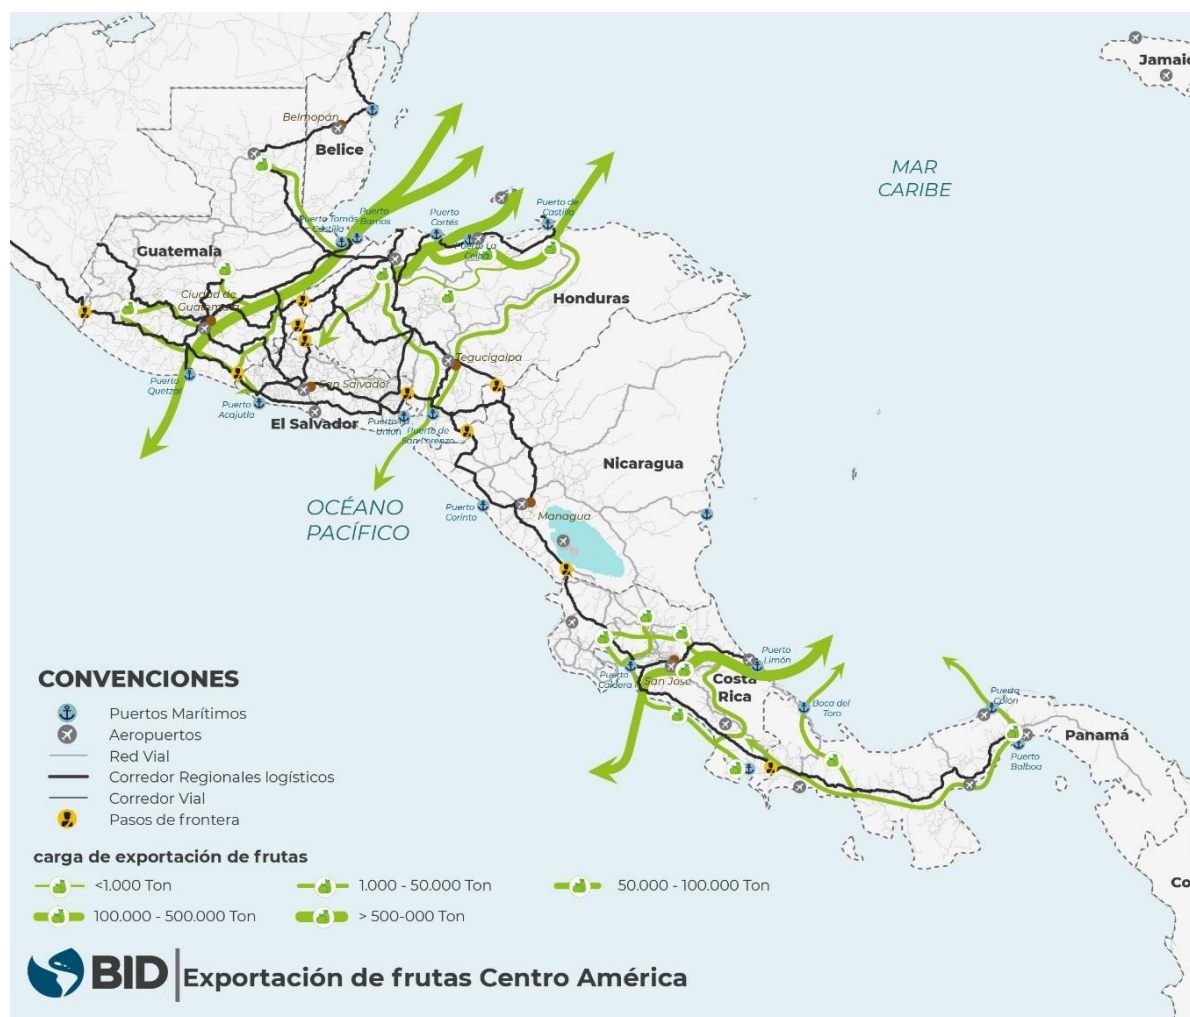 Jamaic
Belmopán
Belice
MAR
CARIBE
Puerto de
Castilla
Puerto
Barrios
Puerto
Cortés
Puerto Tomás
Castilla
Puerto La
Ceiba
Guatemala
Ciudad de
Guatemala
Honduras
Tegucigalpa
Puerto
Quetzal
San Salvador
Puerto
Acajutla
El Salvador
Puerto La
Unión
Puerto de
San Lorenzo
Nicaragua
OCÉANO
PACÍFICO
Puerto
Corinto
Managua
Puerto
Limón
Puerto
Caldera
San José
Costa
Rica
Boca del
Toro
Puerto
Colón
Panamá
Puerto
Balboa
Co
CONVENCIONES
Puertos Marítimos
Aeropuertos
Red Vial
Corredor Regionales logísticos
Corredor Vial
Pasos de frontera
carga de exportación de frutas
<1.000 Ton
1.000 - 50.000 Ton
50.000 - 100.000 Ton
100.000 - 500.000 Ton
> 500-000 Ton
BID
Exportación de frutas Centro América